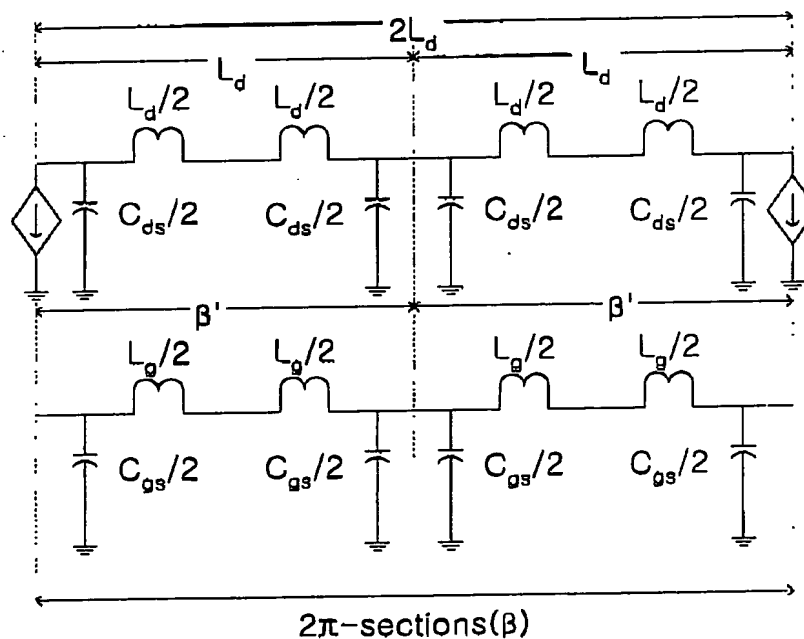 2L_d
L_d L_d
L_d/2 L_d/2 L_d/2 L_d/2
C_ds/2 C_ds/2 C_ds/2 C_ds/2
β' β'
L_g/2 L_g/2 L_g/2 L_g/2
C_gs/2 C_gs/2 C_gs/2 C_gs/2
2π-sections(β)